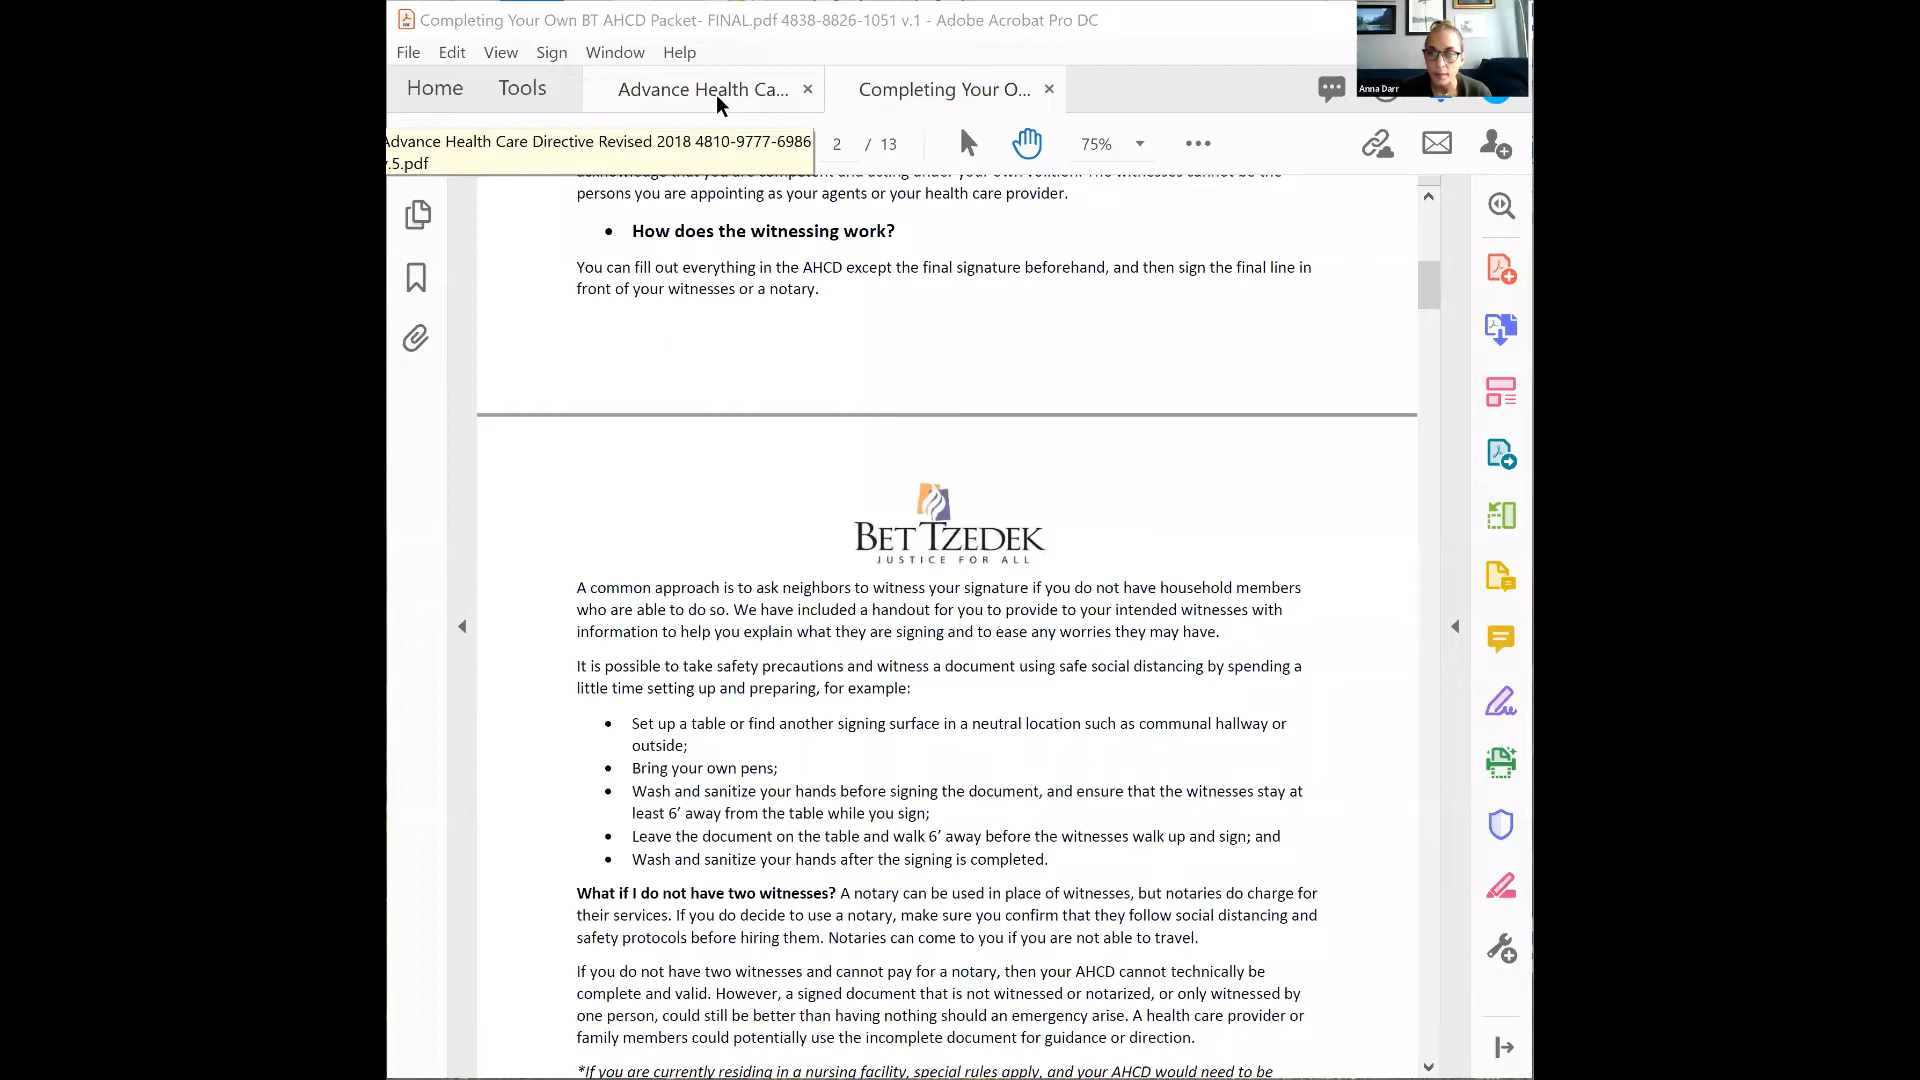 Completing Your Own BT AHCD Packet- FINAL.pdf 4838-8826-1051 v.1 - Adobe Acrobat Pro DC
File Edit View Sign Window Help
Home Tools Advance Health Ca... × Completing Your O... ×
Anna Darr
Advance Health Care Directive Revised 2018 4810-9777-6986
.5.pdf
2 / 13 75%
persons you are appointing as your agents or your health care provider.
• How does the witnessing work?
You can fill out everything in the AHCD except the final signature beforehand, and then sign the final line in
front of your witnesses or a notary.
BET TZEDEK
JUSTICE FOR ALL
A common approach is to ask neighbors to witness your signature if you do not have household members
who are able to do so. We have included a handout for you to provide to your intended witnesses with
information to help you explain what they are signing and to ease any worries they may have.
It is possible to take safety precautions and witness a document using safe social distancing by spending a
little time setting up and preparing, for example:
• Set up a table or find another signing surface in a neutral location such as communal hallway or
outside;
• Bring your own pens;
• Wash and sanitize your hands before signing the document, and ensure that the witnesses stay at
least 6’ away from the table while you sign;
• Leave the document on the table and walk 6’ away before the witnesses walk up and sign; and
• Wash and sanitize your hands after the signing is completed.
What if I do not have two witnesses? A notary can be used in place of witnesses, but notaries do charge for
their services. If you do decide to use a notary, make sure you confirm that they follow social distancing and
safety protocols before hiring them. Notaries can come to you if you are not able to travel.
If you do not have two witnesses and cannot pay for a notary, then your AHCD cannot technically be
complete and valid. However, a signed document that is not witnessed or notarized, or only witnessed by
one person, could still be better than having nothing should an emergency arise. A health care provider or
family members could potentially use the incomplete document for guidance or direction.
*If you are currently residing in a nursing facility, special rules apply, and your AHCD would need to be